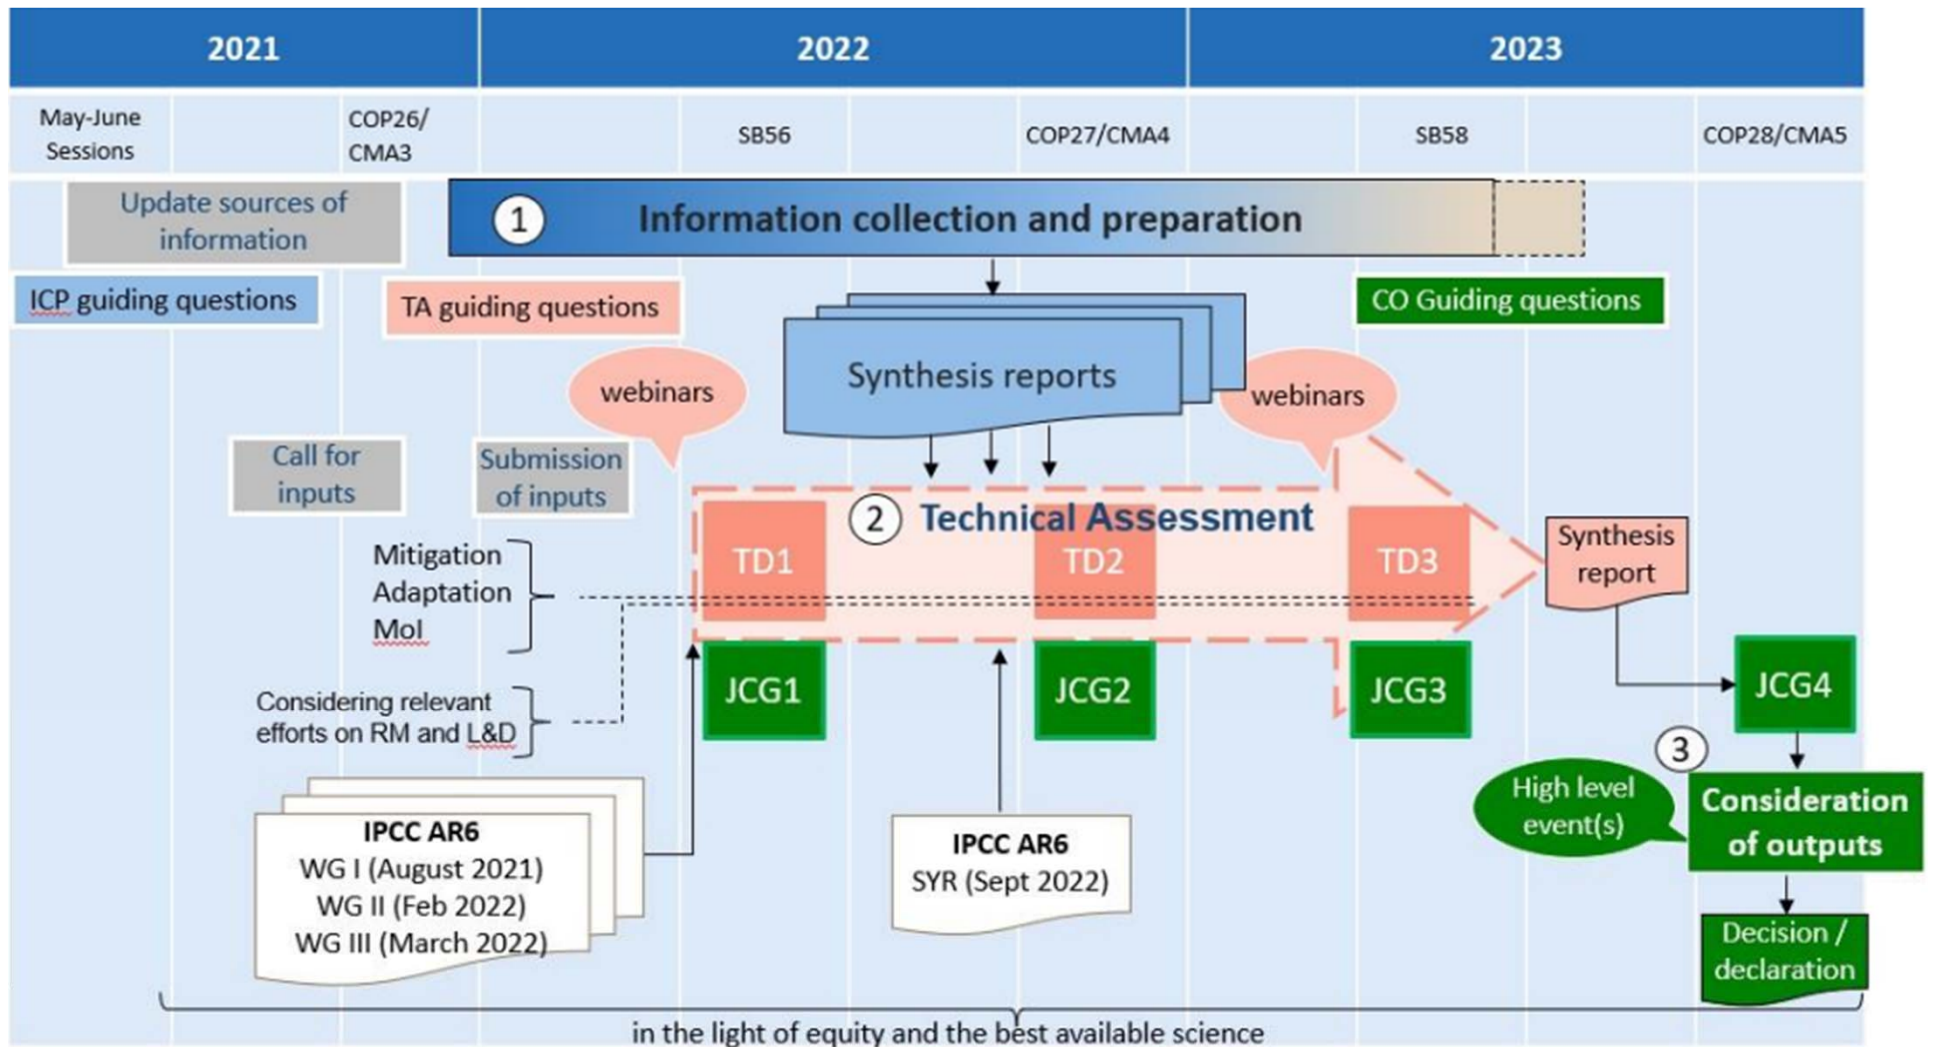 2021
2022
2023
May-June
Sessions
COP26/
CMA3
SB56
COP27/CMA4
SB58
COP28/CMA5
Update sources of
information
1
Information collection and preparation
ICP guiding questions
TA guiding questions
CO Guiding questions
webinars
Synthesis reports
webinars
Call for
inputs
Submission
of inputs
2
Technical Assessment
TD1
TD2
TD3
Synthesis
report
Mitigation
Adaptation
MoI
JCG1
JCG2
JCG3
JCG4
Considering relevant
efforts on RM and L&D
3
High level
event(s)
Consideration
of outputs
IPCC AR6
WG I (August 2021)
WG II (Feb 2022)
WG III (March 2022)
IPCC AR6
SYR (Sept 2022)
Decision /
declaration
in the light of equity and the best available science